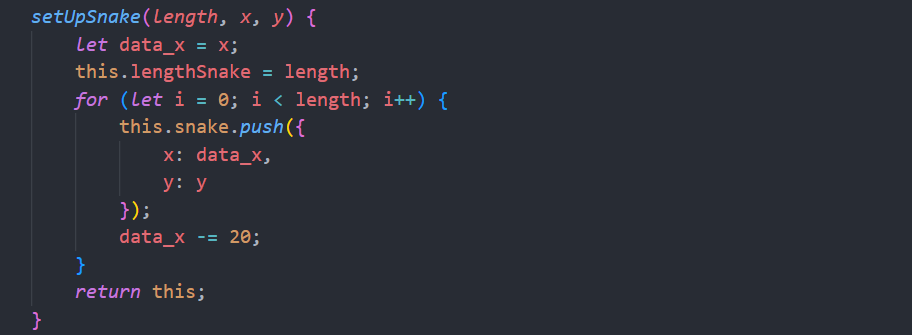 setUpSnake(length, x, y) {
    let data_x = x;
    this.lengthSnake = length;
    for (let i = 0; i < length; i++) {
        this.snake.push({
            x: data_x,
            y: y
        });
        data_x -= 20;
    }
    return this;
}